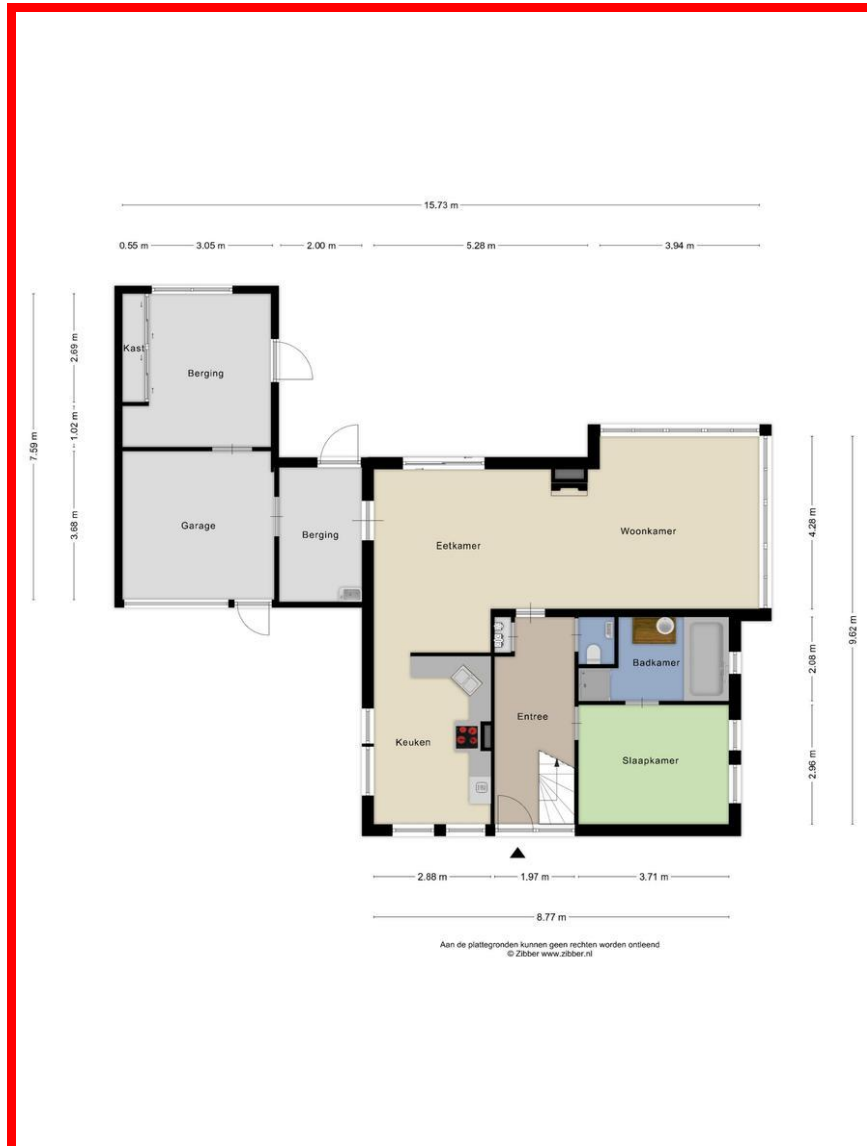 15.73 m
0.55 m 3.05 m 2.00 m 5.28 m 3.94 m
7.59 m
2.69 m
1.02 m
3.68 m
Kast
Berging
Garage
Berging
Eetkamer
Woonkamer
4.28 m
9.62 m
2.08 m
2.96 m
Badkamer
Entree
Keuken
Slaapkamer
2.88 m 1.97 m 3.71 m
8.77 m
Aan de plattegronden kunnen geen rechten worden ontleend
© Zibber www.zibber.nl